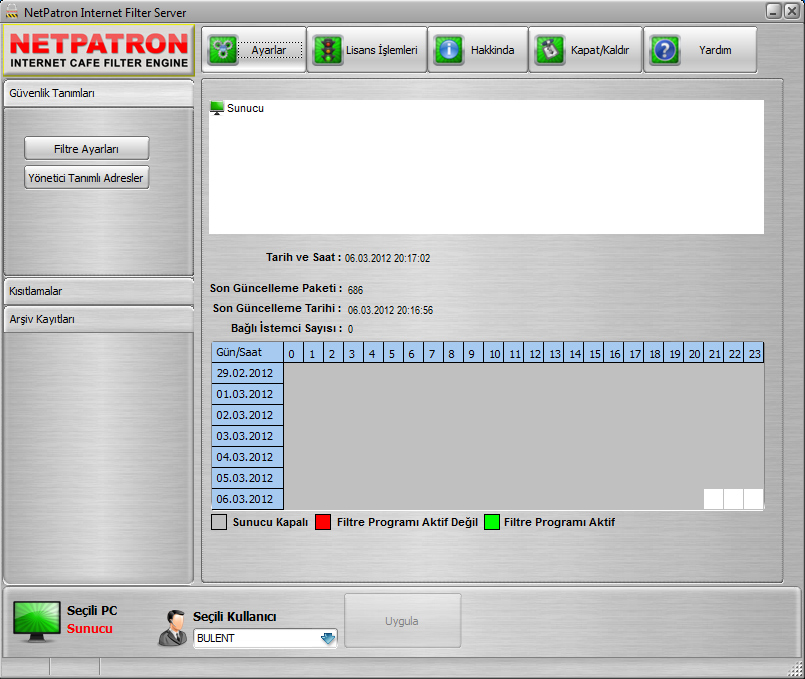 NetPatron Internet Filter Server
NETPATRON
INTERNET CAFE FILTER ENGINE
Ayarlar
Lisans İşlemleri
Hakkinda
Kapat/Kaldır
Yardım
Güvenlik Tanımları
Filtre Ayarları
Yönetici Tanımlı Adresler
Kısıtlamalar
Arşiv Kayıtları
Sunucu
Tarih ve Saat : 06.03.2012 20:17:02
Son Güncelleme Paketi : 686
Son Güncelleme Tarihi : 06.03.2012 20:16:56
Bağlı İstemci Sayısı : 0
Gün/Saat 0 1 2 3 4 5 6 7 8 9 10 11 12 13 14 15 16 17 18 19 20 21 22 23
29.02.2012
01.03.2012
02.03.2012
03.03.2012
04.03.2012
05.03.2012
06.03.2012
Sunucu Kapalı Filtre Programı Aktif Değil Filtre Programı Aktif
Seçili PC
Sunucu
Seçili Kullanıcı
BULENT
Uygula